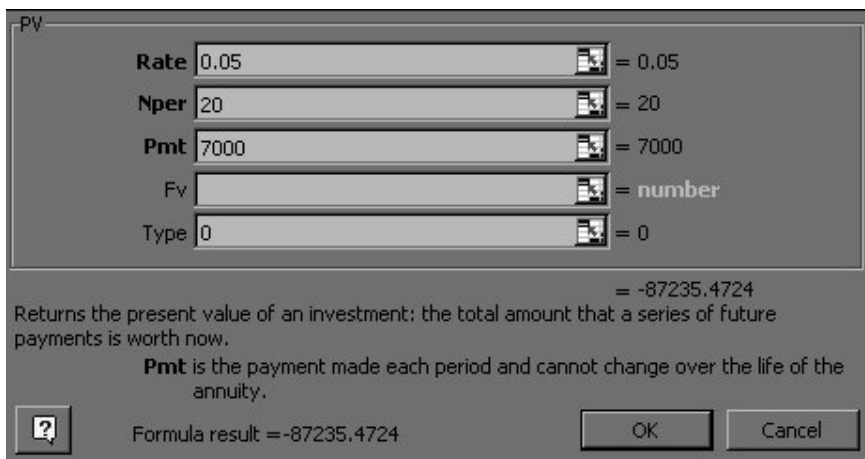 PV
Rate 0.05 = 0.05
Nper 20 = 20
Pmt 7000 = 7000
Fv = number
Type 0 = 0
= -87235.4724
Returns the present value of an investment: the total amount that a series of future
payments is worth now.
Pmt is the payment made each period and cannot change over the life of the
annuity.
? Formula result =-87235.4724 OK Cancel